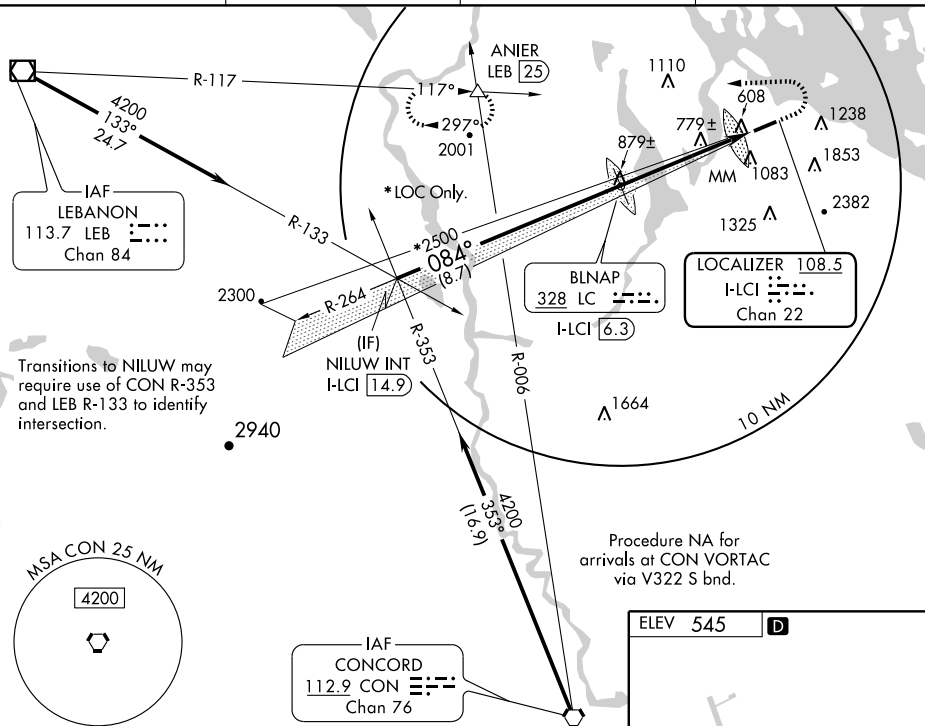 ANIER
LEB 25
R-117
117°
297°
2001
4200
133°
24.7
1110
608
779±
1238
879±
MM
1083
1853
2382
1325
*LOC Only.
IAF
LEBANON
113.7 LEB
Chan 84
R-133
*2500
084°
(8.7)
BLNAP
328 LC
I-LCI 6.3
LOCALIZER 108.5
I-LCI
Chan 22
2300
R-264
(IF)
NILUW INT
I-LCI 14.9
R-353
R-006
Transitions to NILUW may
require use of CON R-353
and LEB R-133 to identify
intersection.
2940
1664
10 NM
4200
353°
(16.9)
Procedure NA for
arrivals at CON VORTAC
via V322 S bnd.
MSA CON 25 NM
4200
IAF
CONCORD
112.9 CON
Chan 76
ELEV 545 D